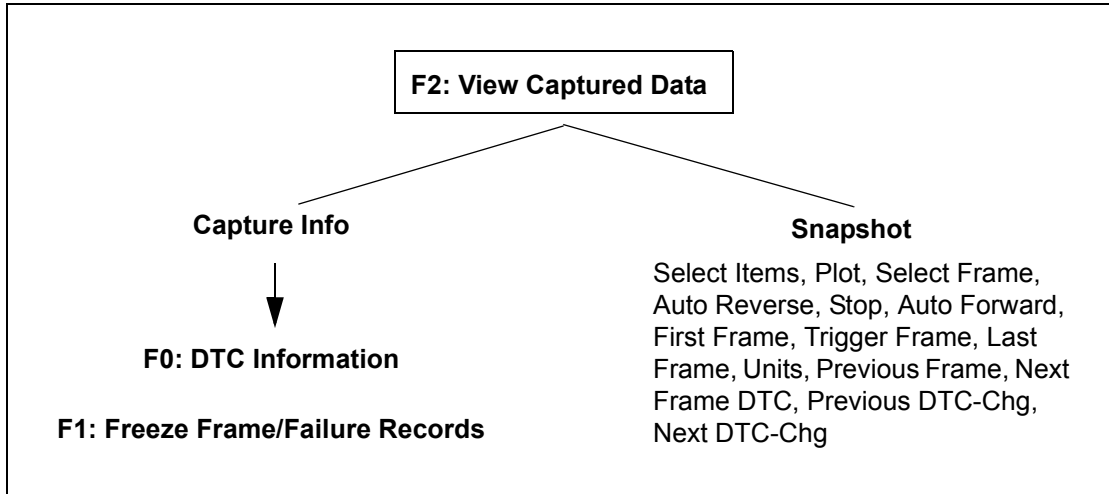 F2: View Captured Data
Capture Info
F0: DTC Information
F1: Freeze Frame/Failure Records
Snapshot
Select Items, Plot, Select Frame,
Auto Reverse, Stop, Auto Forward,
First Frame, Trigger Frame, Last
Frame, Units, Previous Frame, Next
Frame DTC, Previous DTC-Chg,
Next DTC-Chg